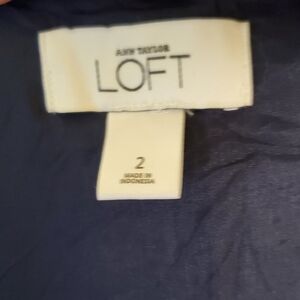 ANN TAYLOR
LOFT
2
MADE IN
INDONESIA